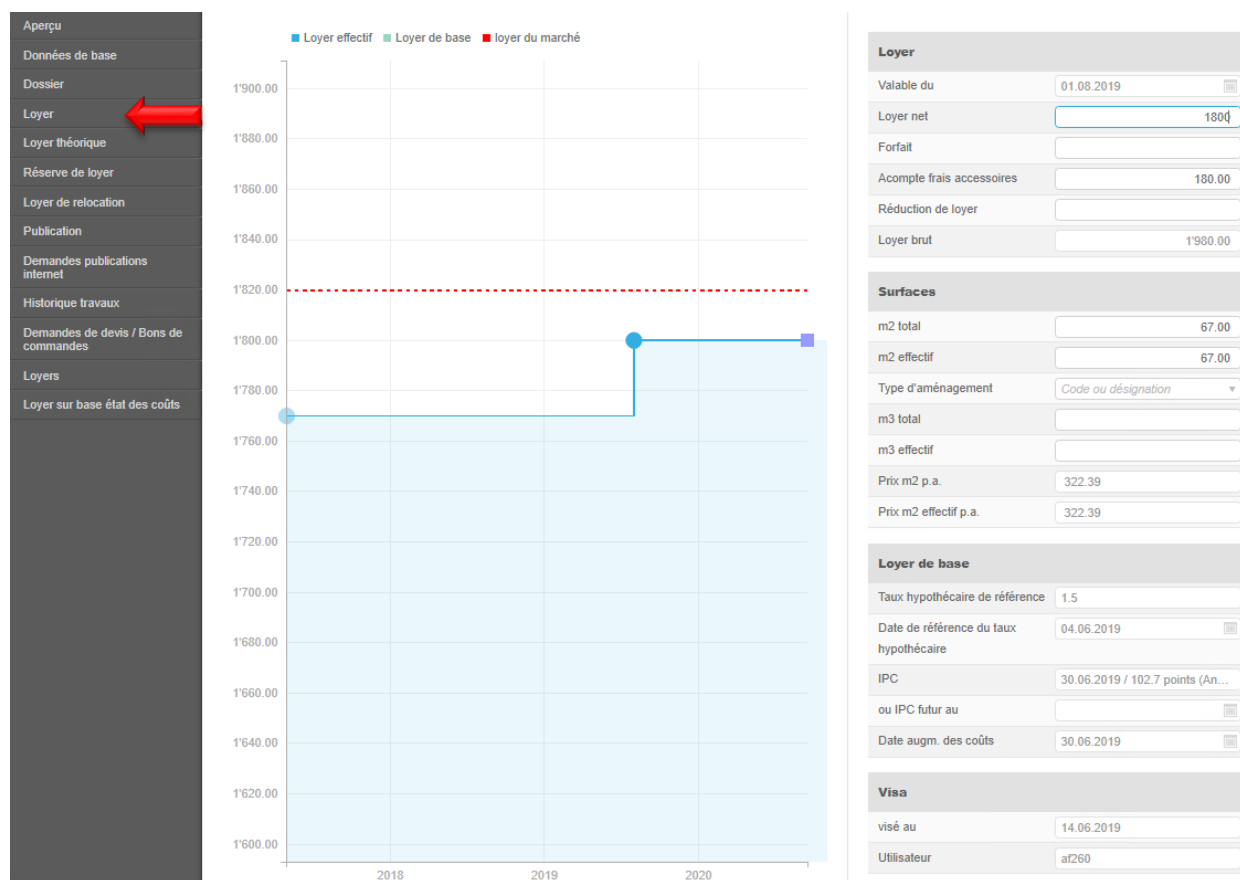 Aperçu
Données de base
Dossier
Loyer
Loyer théorique
Réserve de loyer
Loyer de relocation
Publication
Demandes publications
internet
Historique travaux
Demandes de devis / Bons de
commandes
Loyers
Loyer sur base état des coûts
Loyer effectif Loyer de base loyer du marché
1'900.00
1'880.00
1'860.00
1'840.00
1'820.00
1'800.00
1'780.00
1'760.00
1'740.00
1'720.00
1'700.00
1'680.00
1'660.00
1'640.00
1'620.00
1'600.00
2018 2019 2020
Loyer
Valable du 01.08.2019
Loyer net 1800
Forfait
Acompte frais accessoires 180.00
Réduction de loyer
Loyer brut 1'980.00
Surfaces
m2 total 67.00
m2 effectif 67.00
Type d'aménagement Code ou désignation
m3 total
m3 effectif
Prix m2 p.a. 322.39
Prix m2 effectif p.a. 322.39
Loyer de base
Taux hypothécaire de référence 1.5
Date de référence du taux 04.06.2019
hypothécaire
IPC 30.06.2019 / 102.7 points (An...
ou IPC futur au
Date augm. des coûts 30.06.2019
Visa
visé au 14.06.2019
Utilisateur af260